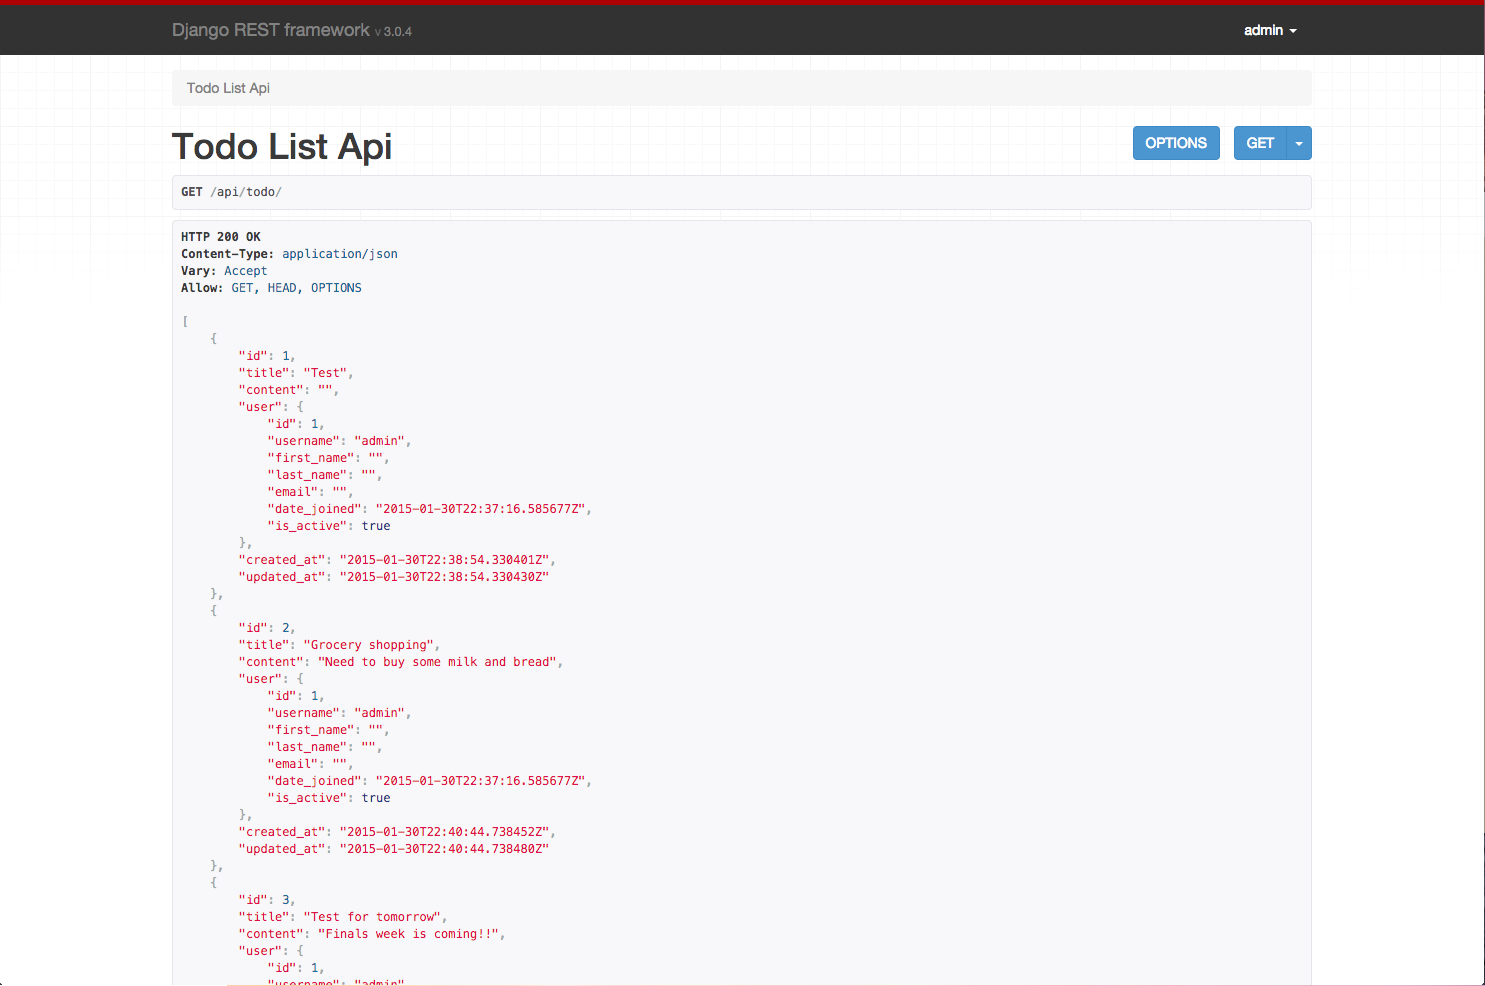 Django REST framework v 3.0.4
admin
Todo List Api
Todo List Api
OPTIONS
GET
GET /api/todo/
HTTP 200 OK
Content-Type: application/json
Vary: Accept
Allow: GET, HEAD, OPTIONS
[
{
"id": 1,
"title": "Test",
"content": "",
"user": {
"id": 1,
"username": "admin",
"first_name": "",
"last_name": "",
"email": "",
"date_joined": "2015-01-30T22:37:16.585677Z",
"is_active": true
},
"created_at": "2015-01-30T22:38:54.330401Z",
"updated_at": "2015-01-30T22:38:54.330430Z"
},
{
"id": 2,
"title": "Grocery shopping",
"content": "Need to buy some milk and bread",
"user": {
"id": 1,
"username": "admin",
"first_name": "",
"last_name": "",
"email": "",
"date_joined": "2015-01-30T22:37:16.585677Z",
"is_active": true
},
"created_at": "2015-01-30T22:40:44.738452Z",
"updated_at": "2015-01-30T22:40:44.738480Z"
},
{
"id": 3,
"title": "Test for tomorrow",
"content": "Finals week is coming!!",
"user": {
"id": 1,
"username": "admin"